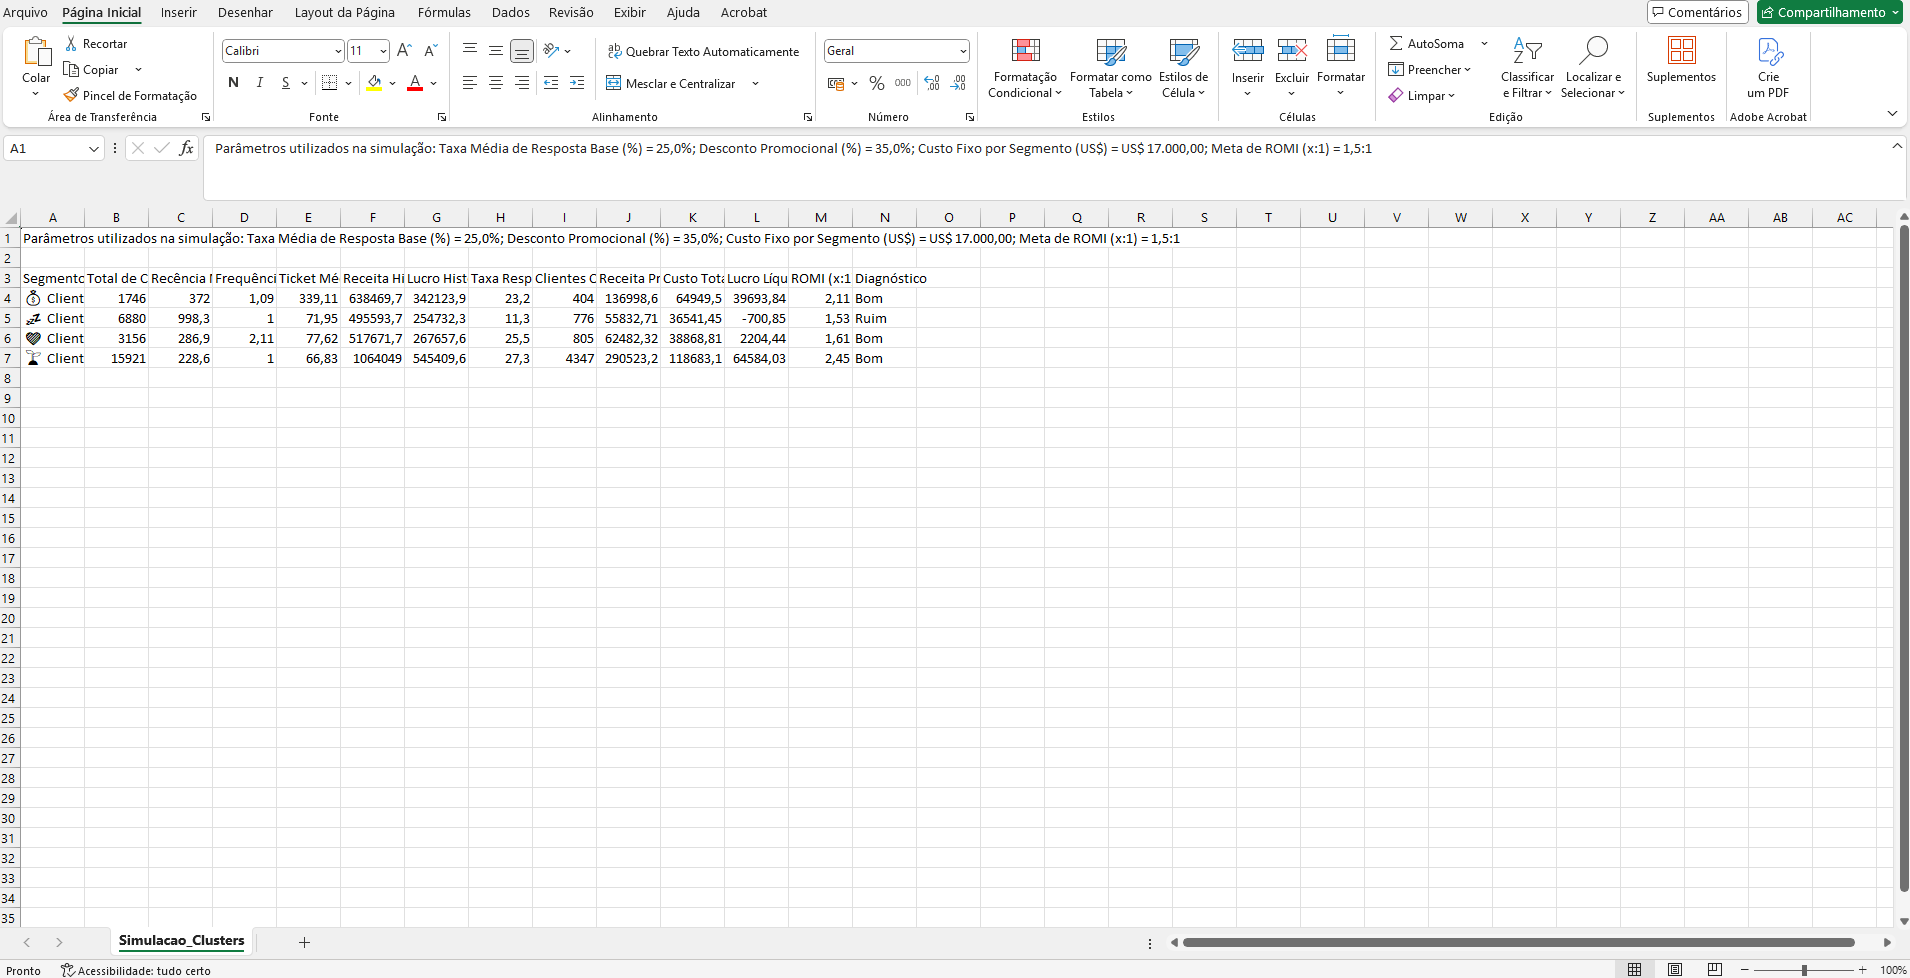 Arquivo Página Inicial Inserir Desenhar Layout da Página Fórmulas Dados Revisão Exibir Ajuda Acrobat Comentários Compartilhamento
Colar Recortar Copiar Pincel de Formatação
Área de Transferência
Calibri 11
N I S A
Fonte
Quebrar Texto Automaticamente
Mesclar e Centralizar
Alinhamento
Geral
% 000
Número
Formatação Condicional Formatar como Tabela Estilos de Célula
Estilos
Inserir Excluir Formatar
Células
AutoSoma
Preencher
Limpar
Classificar e Filtrar Localizar e Selecionar
Edição
Suplementos
Suplementos
Crie um PDF
Adobe Acrobat
A1 fx Parâmetros utilizados na simulação: Taxa Média de Resposta Base (%) = 25,0%; Desconto Promocional (%) = 35,0%; Custo Fixo por Segmento (US$) = US$ 17.000,00; Meta de ROMI (x:1) = 1,5:1
A B C D E F G H I J K L M N O P Q R S T U V W X Y Z AA AB AC
1 Parâmetros utilizados na simulação: Taxa Média de Resposta Base (%) = 25,0%; Desconto Promocional (%) = 35,0%; Custo Fixo por Segmento (US$) = US$ 17.000,00; Meta de ROMI (x:1) = 1,5:1
2
3 Segmento Total de C Recência Frequênci Ticket Mé Receita Hi Lucro Hist Taxa Resp Clientes C Receita Pr Custo Tota Lucro Líqu ROMI (x:1 Diagnóstico
4 Client 1746 372 1,09 339,11 638469,7 342123,9 23,2 404 136998,6 64949,5 39693,84 2,11 Bom
5 Client 6880 998,3 1 71,95 495593,7 254732,3 11,3 776 55832,71 36541,45 -700,85 1,53 Ruim
6 Client 3156 286,9 2,11 77,62 517671,7 267657,6 25,5 805 62482,32 38868,81 2204,44 1,61 Bom
7 Client 15921 228,6 1 66,83 1064049 545409,6 27,3 4347 290523,2 118683,1 64584,03 2,45 Bom
8
9
10
11
12
13
14
15
16
17
18
19
20
21
22
23
24
25
26
27
28
29
30
31
32
33
34
35
Simulacao_Clusters
Pronto Acessibilidade: tudo certo 100%